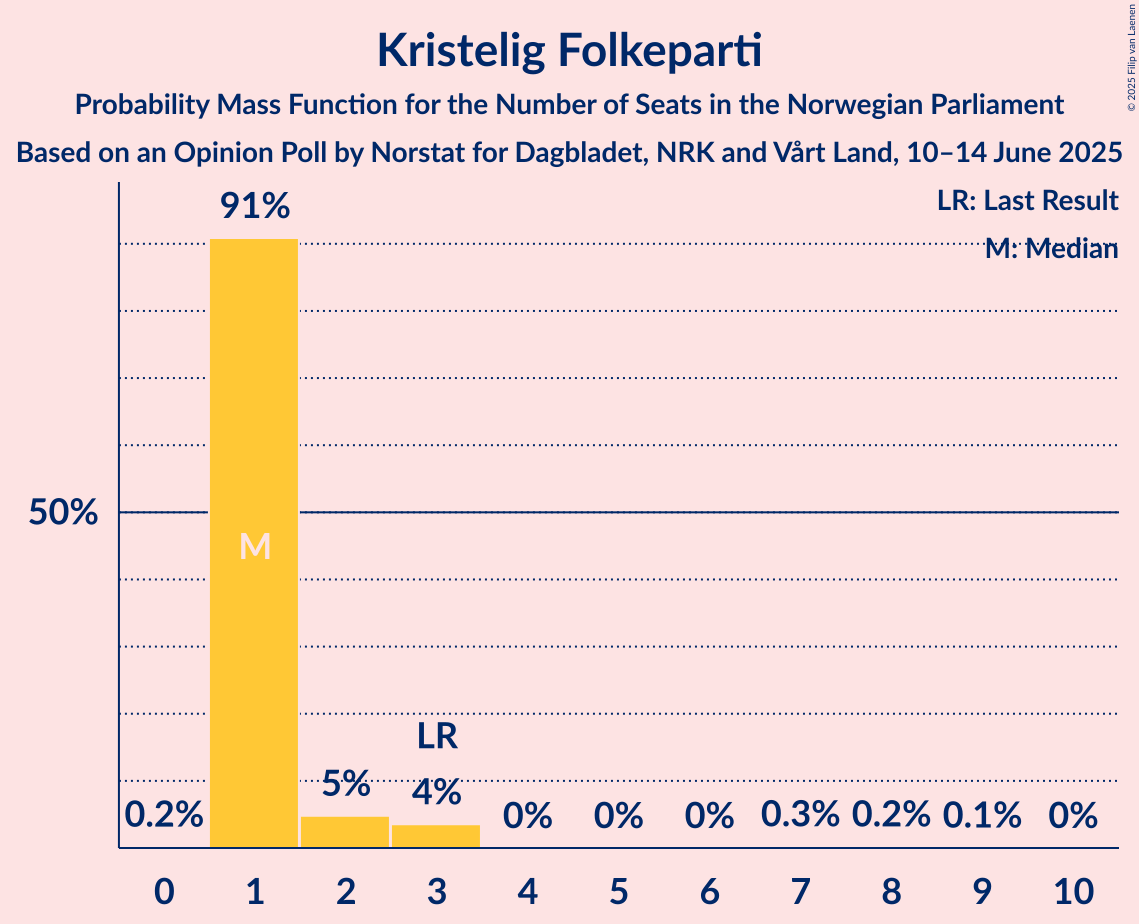 Kristelig Folkeparti
Probability Mass Function for the Number of Seats in the Norwegian Parliament
Based on an Opinion Poll by Norstat for Dagbladet, NRK and Vårt Land, 10–14 June 2025
© 2025 Filip van Laenen
LR: Last Result
M: Median
91%
50%
M
LR
0.2% 5% 4% 0% 0% 0% 0.3% 0.2% 0.1% 0%
0 1 2 3 4 5 6 7 8 9 10